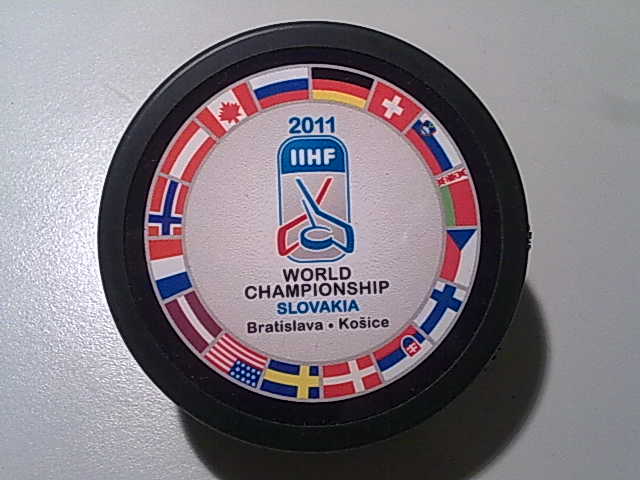 2011
IIHF
WORLD
CHAMPIONSHIP
SLOVAKIA
Bratislava • Košice